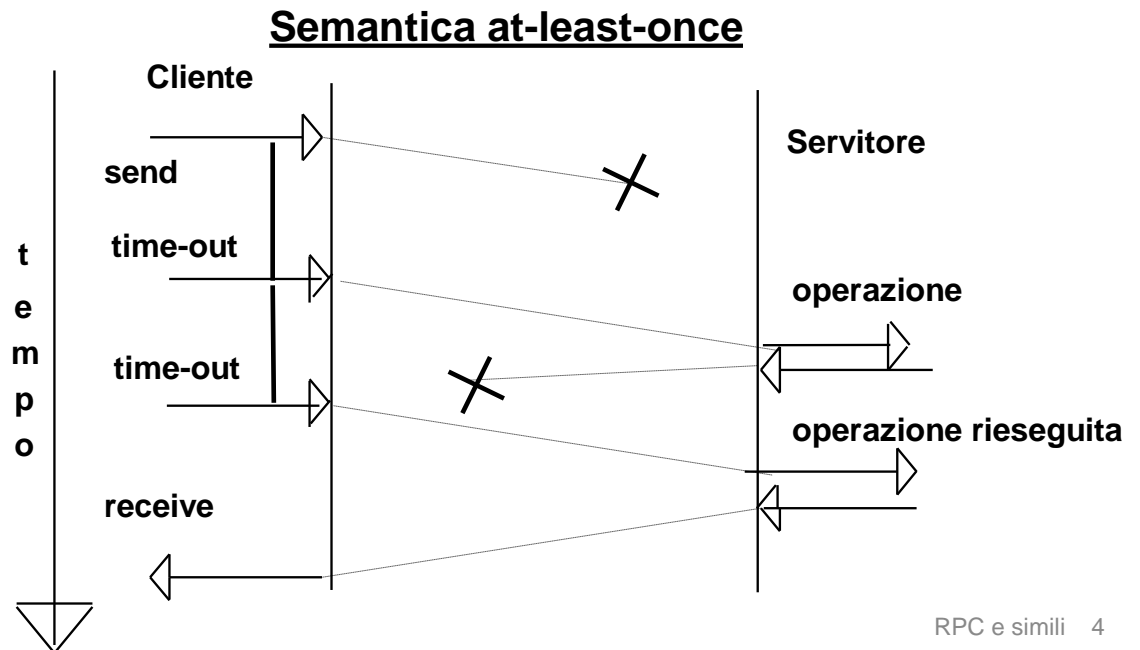 Semantica at-least-once
Cliente
Servitore
send
time-out
operazione
time-out
operazione rieseguita
receive
t
e
m
p
o
RPC e simili 4